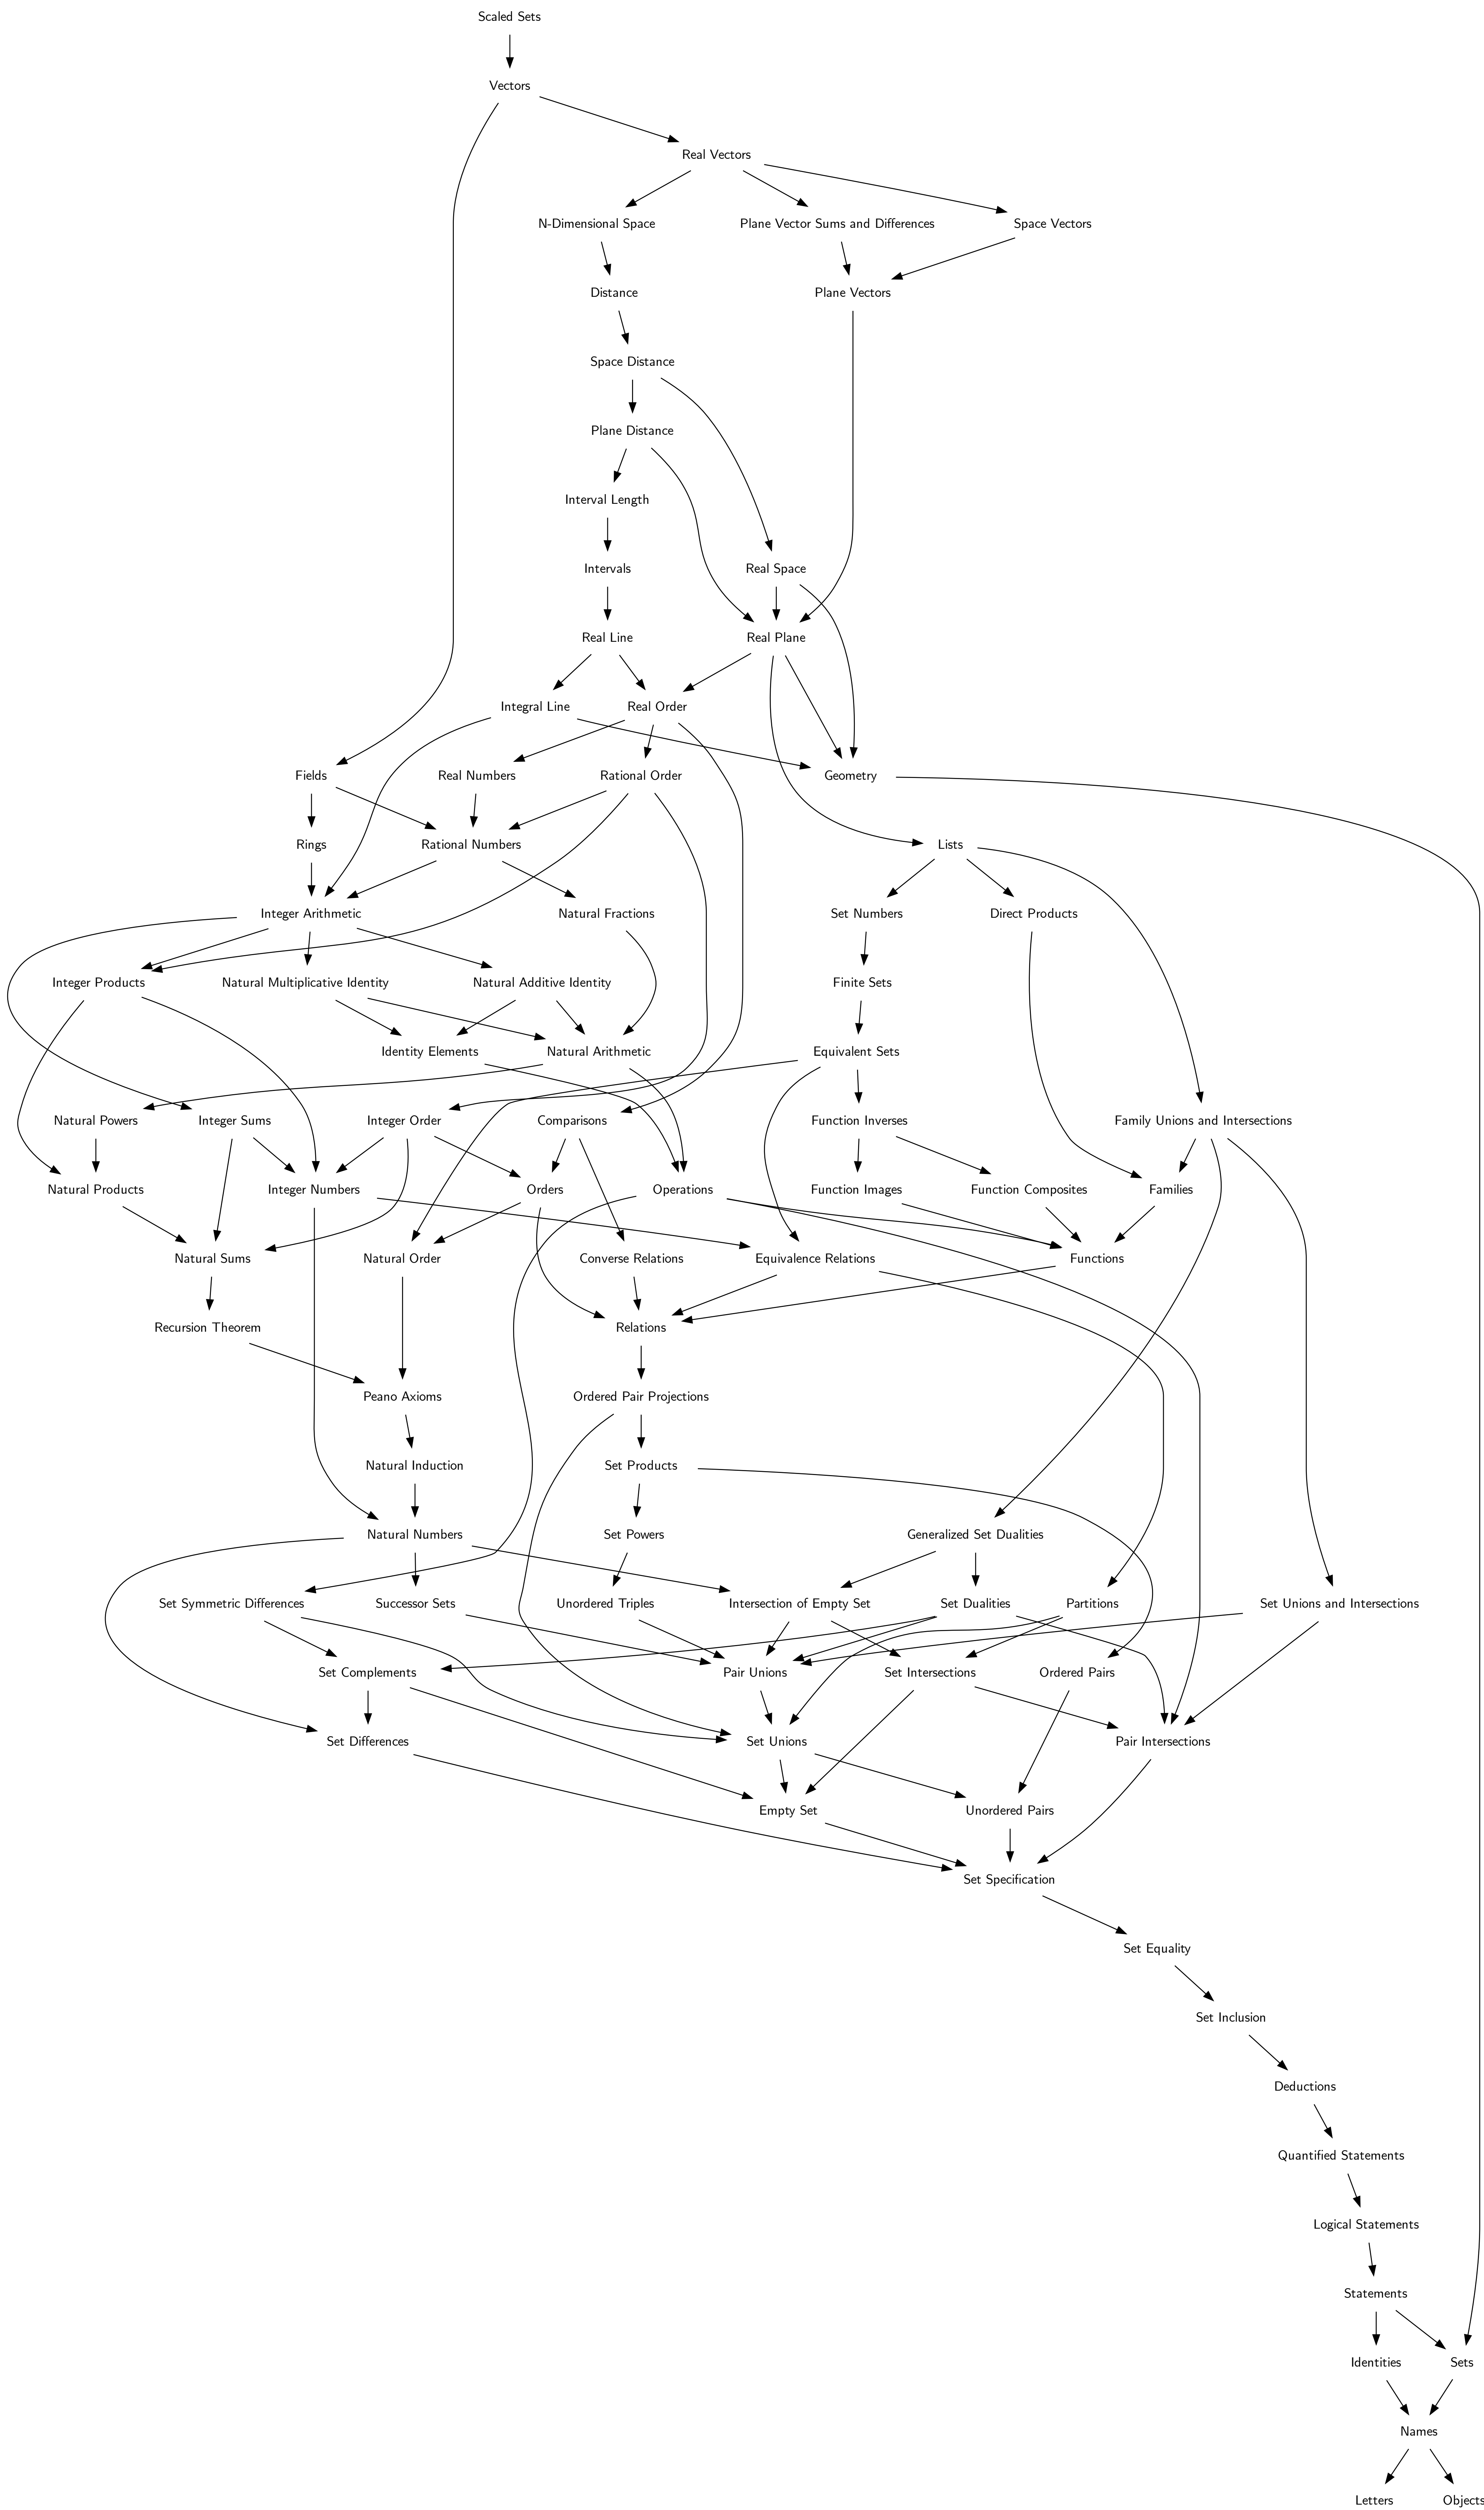 Scaled Sets
Vectors
Real Vectors
N-Dimensional Space
Plane Vector Sums and Differences
Space Vectors
Distance
Plane Vectors
Space Distance
Plane Distance
Interval Length
Intervals
Real Space
Real Line
Real Plane
Integral Line
Real Order
Fields
Real Numbers
Rational Order
Geometry
Rings
Rational Numbers
Lists
Integer Arithmetic
Natural Fractions
Set Numbers
Direct Products
Integer Products
Natural Multiplicative Identity
Natural Additive Identity
Finite Sets
Identity Elements
Natural Arithmetic
Equivalent Sets
Natural Powers
Integer Sums
Integer Order
Comparisons
Function Inverses
Family Unions and Intersections
Natural Products
Integer Numbers
Orders
Operations
Function Images
Function Composites
Families
Natural Sums
Natural Order
Converse Relations
Equivalence Relations
Functions
Recursion Theorem
Relations
Peano Axioms
Ordered Pair Projections
Natural Induction
Set Products
Natural Numbers
Set Powers
Generalized Set Dualities
Set Symmetric Differences
Successor Sets
Unordered Triples
Intersection of Empty Set
Set Dualities
Partitions
Set Unions and Intersections
Set Complements
Pair Unions
Set Intersections
Ordered Pairs
Set Differences
Set Unions
Pair Intersections
Empty Set
Unordered Pairs
Set Specification
Set Equality
Set Inclusion
Deductions
Quantified Statements
Logical Statements
Statements
Identities
Sets
Names
Letters
Objects